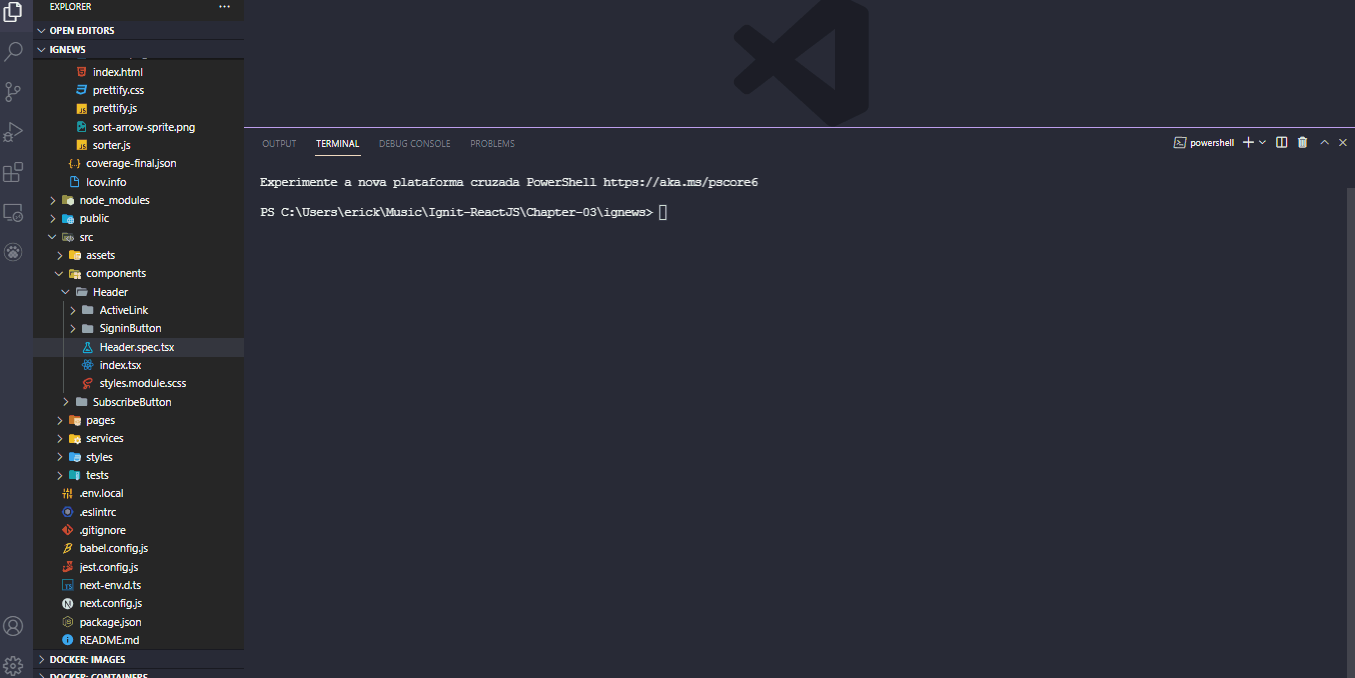 EXPLORER
OPEN EDITORS
IGNEWS
index.html
prettify.css
prettify.js
sort-arrow-sprite.png
sorter.js
coverage-final.json
lcov.info
node_modules
public
src
assets
components
Header
ActiveLink
SigninButton
Header.spec.tsx
index.tsx
styles.module.scss
SubscribeButton
pages
services
styles
tests
.env.local
.eslintrc
.gitignore
babel.config.js
jest.config.js
next-env.d.ts
next.config.js
package.json
README.md
DOCKER: IMAGES
DOCKER: CONTAINERS
OUTPUT TERMINAL DEBUG CONSOLE PROBLEMS
powershell
Experimente a nova plataforma cruzada PowerShell https://aka.ms/pscore6
PS C:\Users\erick\Music\Ignit-ReactJS\Chapter-03\ignews>